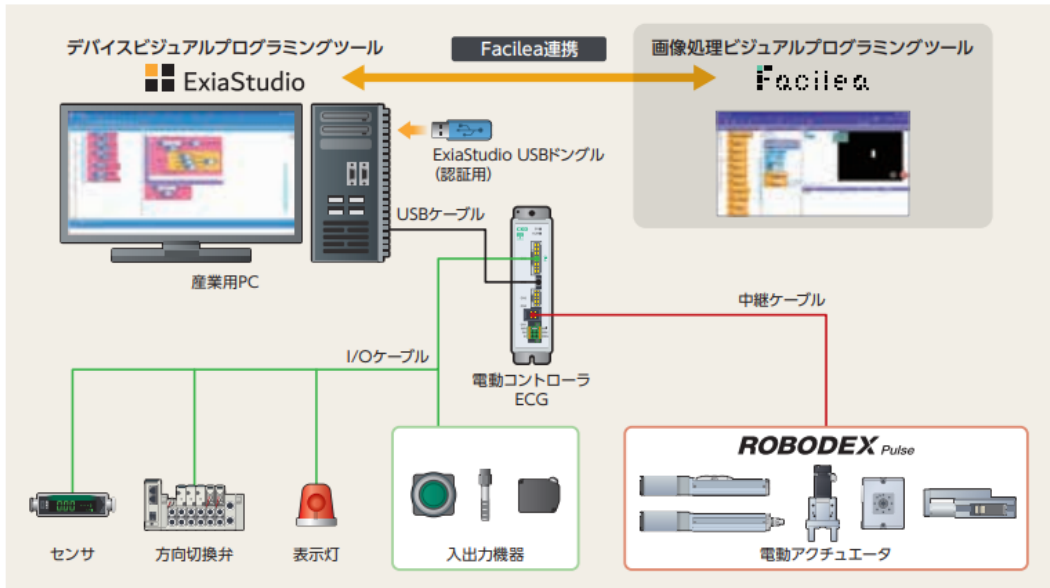 デバイスビジュアルプログラミングツール
ExiaStudio
Facilea連携
画像処理ビジュアルプログラミングツール
Facilea
ExiaStudio USBドングル
(認証用)
USBケーブル
産業用PC
中継ケーブル
I/Oケーブル
電動コントローラ
ECG
ROBODEX Pulse
センサ
方向切換弁
表示灯
入出力機器
電動アクチュエータ